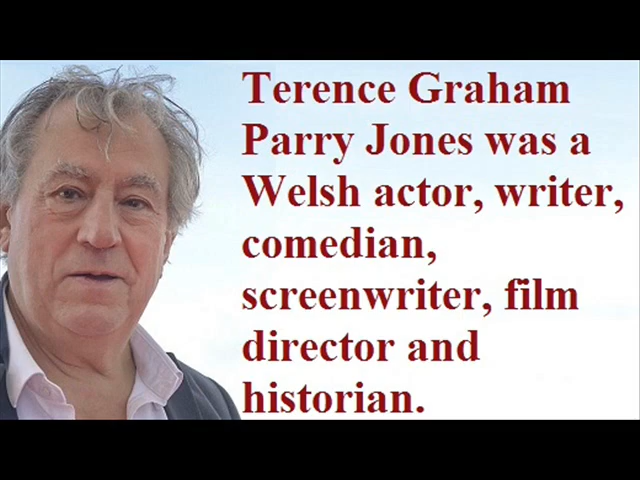 Terence Graham
Parry Jones was a
Welsh actor, writer,
comedian,
screenwriter, film
director and
historian.